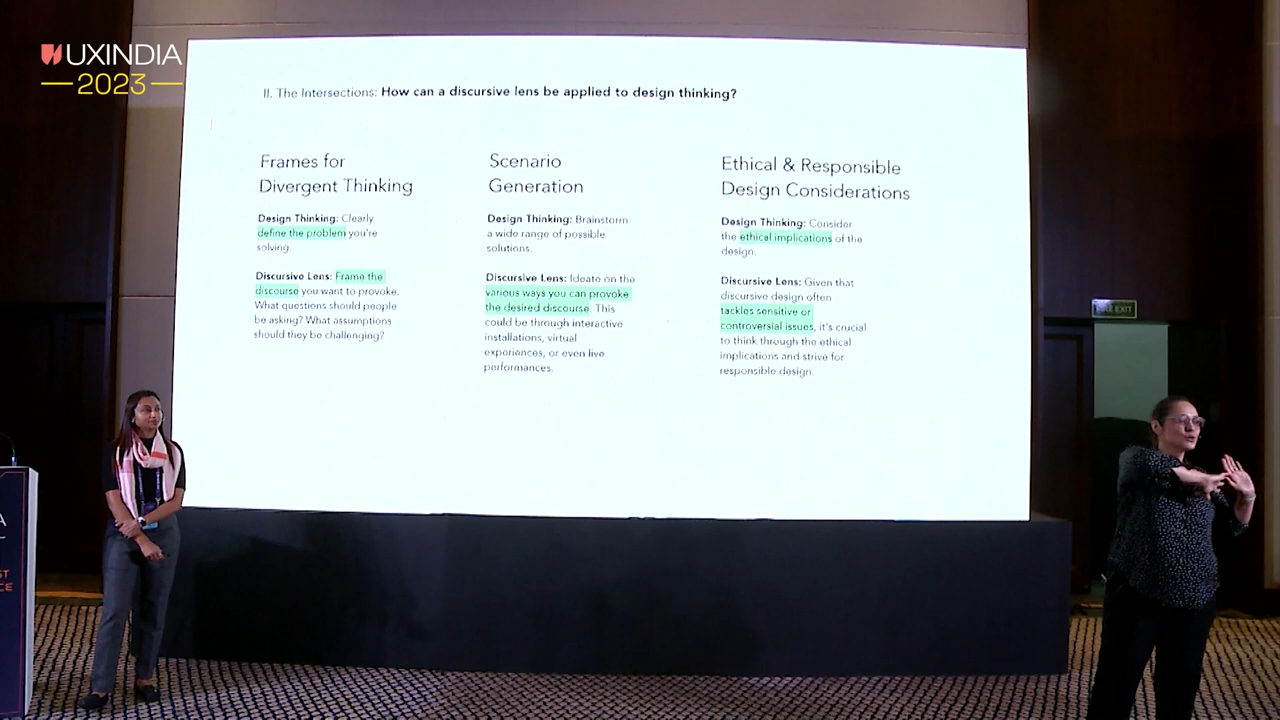 UXINDIA
2023
II. The Intersections: How can a discursive lens be applied to design thinking?
Frames for
Divergent Thinking
Design Thinking: Clearly
define the problem you're
solving.
Discursive Lens: Frame the
discourse you want to provoke.
What questions should people
be asking? What assumptions
should they be challenging?
Scenario
Generation
Design Thinking: Brainstorm
a wide range of possible
solutions.
Discursive Lens: Ideate on the
various ways you can provoke
the desired discourse. This
could be through interactive
installations, virtual
experiences, or even live
performances.
Ethical & Responsible
Design Considerations
Design Thinking: Consider
the ethical implications of the
design.
Discursive Lens: Given that
discursive design often
tackles sensitive or
controversial issues, it's crucial
to think through the ethical
implications and strive for
responsible design.
EXIT
A
ST
CE